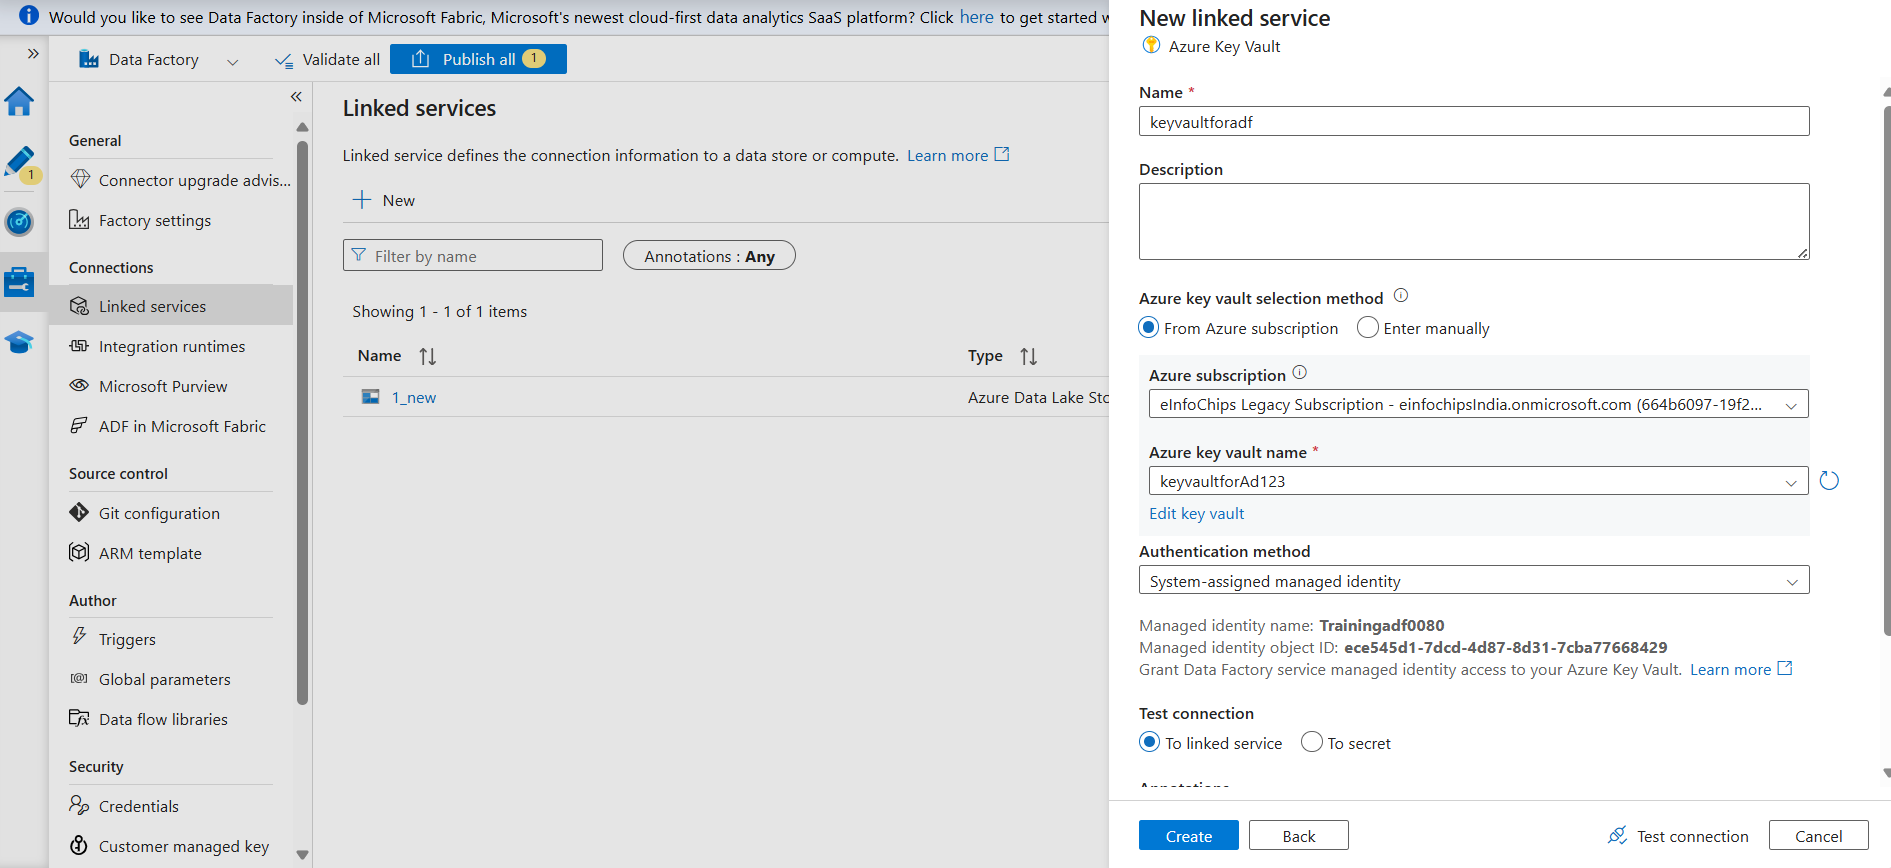 Would you like to see Data Factory inside of Microsoft Fabric, Microsoft's newest cloud-first data analytics SaaS platform? Click here to get started
Data Factory
Validate all
Publish all 1
1
General
Connector upgrade advis...
Factory settings
Connections
Linked services
Integration runtimes
Microsoft Purview
ADF in Microsoft Fabric
Source control
Git configuration
ARM template
Author
Triggers
Global parameters
Data flow libraries
Security
Credentials
Customer managed key
Linked services
Linked service defines the connection information to a data store or compute. Learn more
New
Filter by name
Annotations : Any
Showing 1 - 1 of 1 items
Name Type
1_new Azure Data Lake Sto
New linked service
Azure Key Vault
Name *
keyvaultforadf
Description
Azure key vault selection method
From Azure subscription Enter manually
Azure subscription
eInfoChips Legacy Subscription - einfochipsIndia.onmicrosoft.com (664b6097-19f2...
Azure key vault name *
keyvaultforAd123
Edit key vault
Authentication method
System-assigned managed identity
Managed identity name: Trainingadf0080
Managed identity object ID: ece545d1-7dcd-4d87-8d31-7cba77668429
Grant Data Factory service managed identity access to your Azure Key Vault. Learn more
Test connection
To linked service To secret
Annotations
Create Back Test connection Cancel